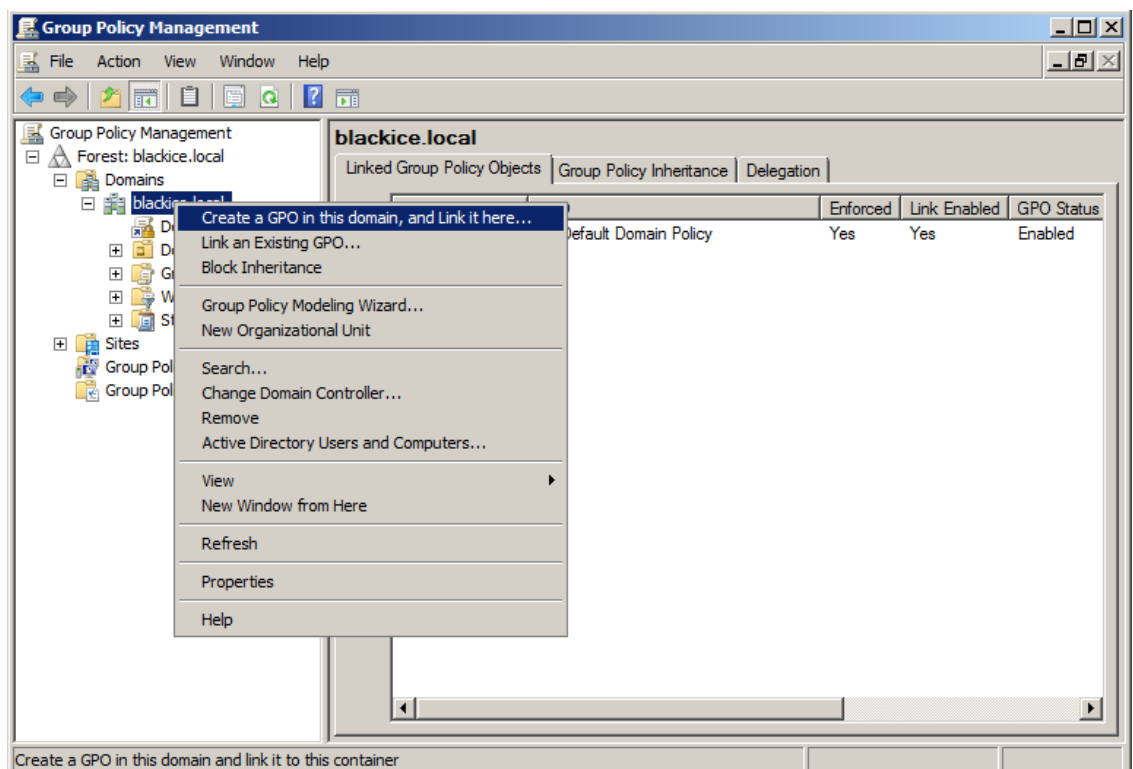 Group Policy Management
File Action View Window Help
Group Policy Management
Forest: blackice.local
Domains
blackice.local
Sites
Group Pol
Group Pol
blackice.local
Linked Group Policy Objects Group Policy Inheritance Delegation
Enforced Link Enabled GPO Status
Default Domain Policy Yes Yes Enabled
Create a GPO in this domain, and Link it here...
Link an Existing GPO...
Block Inheritance
Group Policy Modeling Wizard...
New Organizational Unit
Search...
Change Domain Controller...
Remove
Active Directory Users and Computers...
View
New Window from Here
Refresh
Properties
Help
Create a GPO in this domain and link it to this container